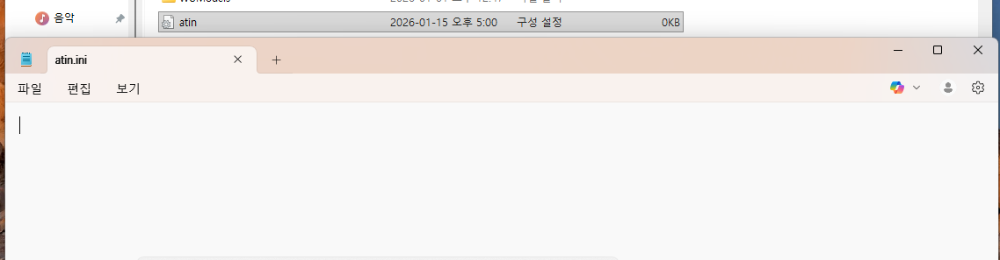 음악
atin 2026-01-15 오후 5:00 구성 설정 0KB
atin.ini
파일 편집 보기